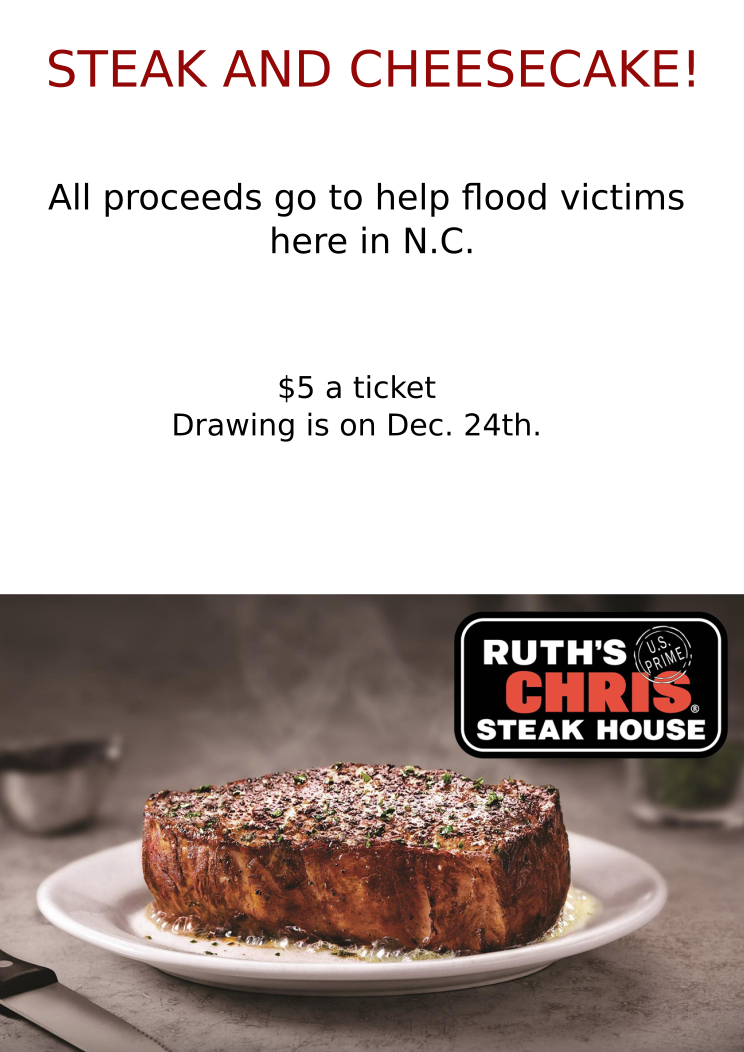 STEAK AND CHEESECAKE!
All proceeds go to help flood victims
here in N.C.
$5 a ticket
Drawing is on Dec. 24th.
RUTH'S
U.S.
PRIME
CHRIS®
STEAK HOUSE